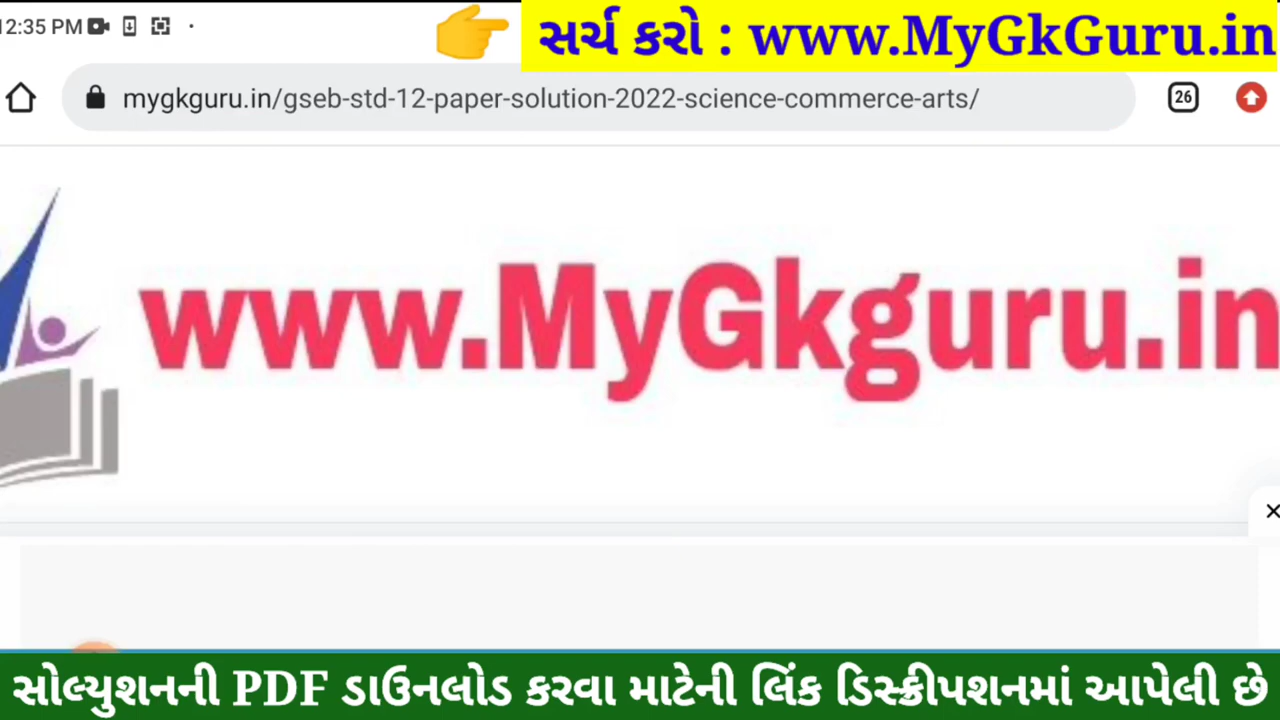 12:35 PM
સર્ચ કરો : www.MyGkGuru.in
mygkguru.in/gseb-std-12-paper-solution-2022-science-commerce-arts/
26
www.MyGkguru.in
સોલ્યુશનની PDF ડાઉનલોડ કરવા માટેની લિંક ડિસ્ક્રીપશનમાં આપેલી છે